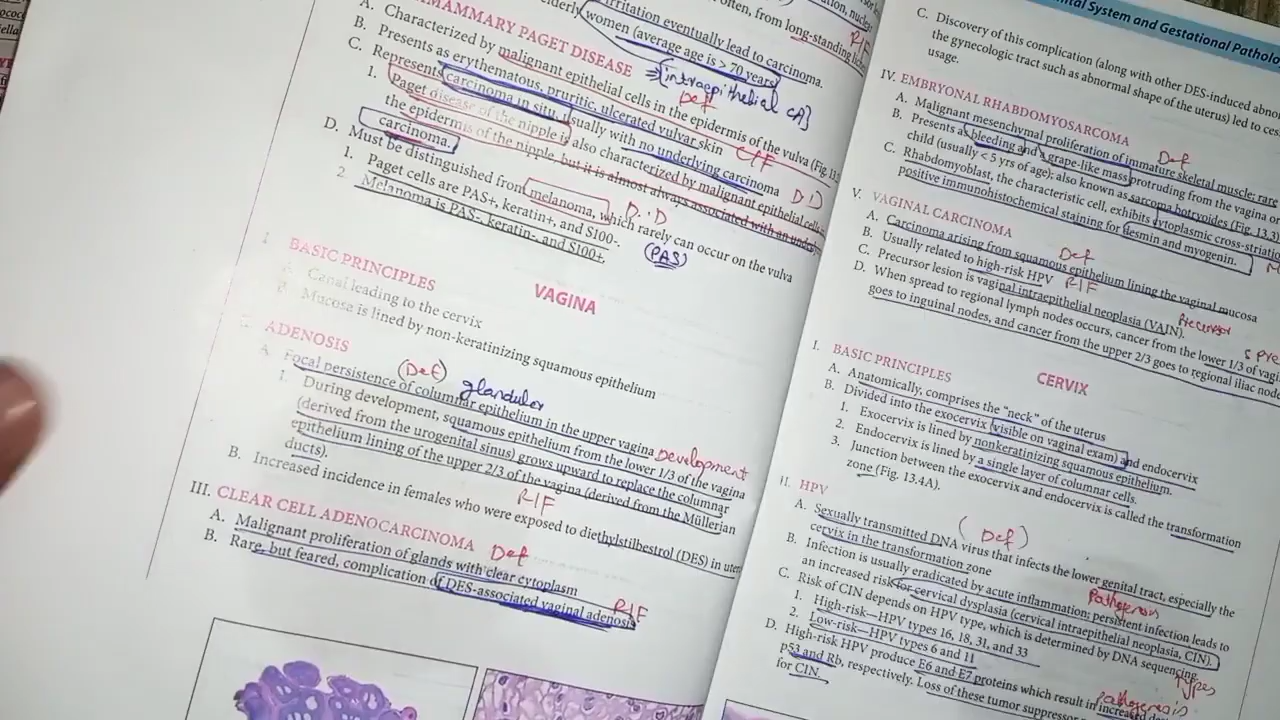 irritation eventually lead to carcinoma.
often, from long-standing
R/F
women (average age is > 70 years)
MAMMARY PAGET DISEASE
⇒ [intraepithelial CA]
A. Characterized by malignant epithelial cells in the epidermis of the vulva (Fig. 13.
Def
B. Presents as erythematous, pruritic, ulcerated vulvar skin
C/F
C. Represents carcinoma in situ, usually with no underlying carcinoma
D.D
1. Paget disease of the nipple is also characterized by malignant epithelial cells
the epidermis of the nipple, but it is almost always associated with an under
carcinoma.
D. Must be distinguished from melanoma, which rarely can occur on the vulva
D.D
1. Paget cells are PAS+, keratin+, and S100-.
2. Melanoma is PAS-, keratin-, and S100+.
(PAS)
VAGINA
I. BASIC PRINCIPLES
A. Canal leading to the cervix
B. Mucosa is lined by non-keratinizing squamous epithelium
ADENOSIS
(Def)
glandular
A. Focal persistence of columnar epithelium in the upper vagina
Development
1. During development, squamous epithelium from the lower 1/3 of the vagina
(derived from the urogenital sinus) grows upward to replace the columnar
epithelium lining of the upper 2/3 of the vagina (derived from the Müllerian
ducts).
R/F
B. Increased incidence in females who were exposed to diethylstilbestrol (DES) in utero
III. CLEAR CELL ADENOCARCINOMA
Def
A. Malignant proliferation of glands with clear cytoplasm
B. Rare, but feared, complication of DES-associated vaginal adenosis
R/F
System and Gestational Patholo
C. Discovery of this complication (along with other DES-induced abno
the gynecologic tract such as abnormal shape of the uterus) led to ces
usage.
IV. EMBRYONAL RHABDOMYOSARCOMA
A. Malignant mesenchymal proliferation of immature skeletal muscle; rare
Def
B. Presents as bleeding and a grape-like mass protruding from the vagina o
child (usually < 5 yrs of age); also known as sarcoma botryoides (Fig. 13.3)
C. Rhabdomyoblast, the characteristic cell, exhibits cytoplasmic cross-striatio
positive immunohistochemical staining for desmin and myogenin.
V. VAGINAL CARCINOMA
Def
A. Carcinoma arising from squamous epithelium lining the vaginal mucosa
B. Usually related to high-risk HPV
R/F
C. Precursor lesion is vaginal intraepithelial neoplasia (VAIN).
Precursor
D. When spread to regional lymph nodes occurs, cancer from the lower 1/3 of vagi
goes to inguinal nodes, and cancer from the upper 2/3 goes to regional iliac node
CERVIX
I. BASIC PRINCIPLES
A. Anatomically, comprises the "neck" of the uterus
B. Divided into the exocervix (visible on vaginal exam) and endocervix
1. Exocervix is lined by nonkeratinizing squamous epithelium.
2. Endocervix is lined by a single layer of columnar cells.
3. Junction between the exocervix and endocervix is called the transformation
zone (Fig. 13.4A).
II. HPV
(Def)
A. Sexually transmitted DNA virus that infects the lower genital tract, especially the
cervix in the transformation zone
B. Infection is usually eradicated by acute inflammation; persistent infection leads to
Pathogenesis
an increased risk for cervical dysplasia (cervical intraepithelial neoplasia, CIN).
C. Risk of CIN depends on HPV type, which is determined by DNA sequencing.
Types
1. High-risk—HPV types 16, 18, 31, and 33
2. Low-risk—HPV types 6 and 11
D. High-risk HPV produce E6 and E7 proteins which result in increased
Pathogenesis
p53 and Rb, respectively. Loss of these tumor suppressor
for CIN.